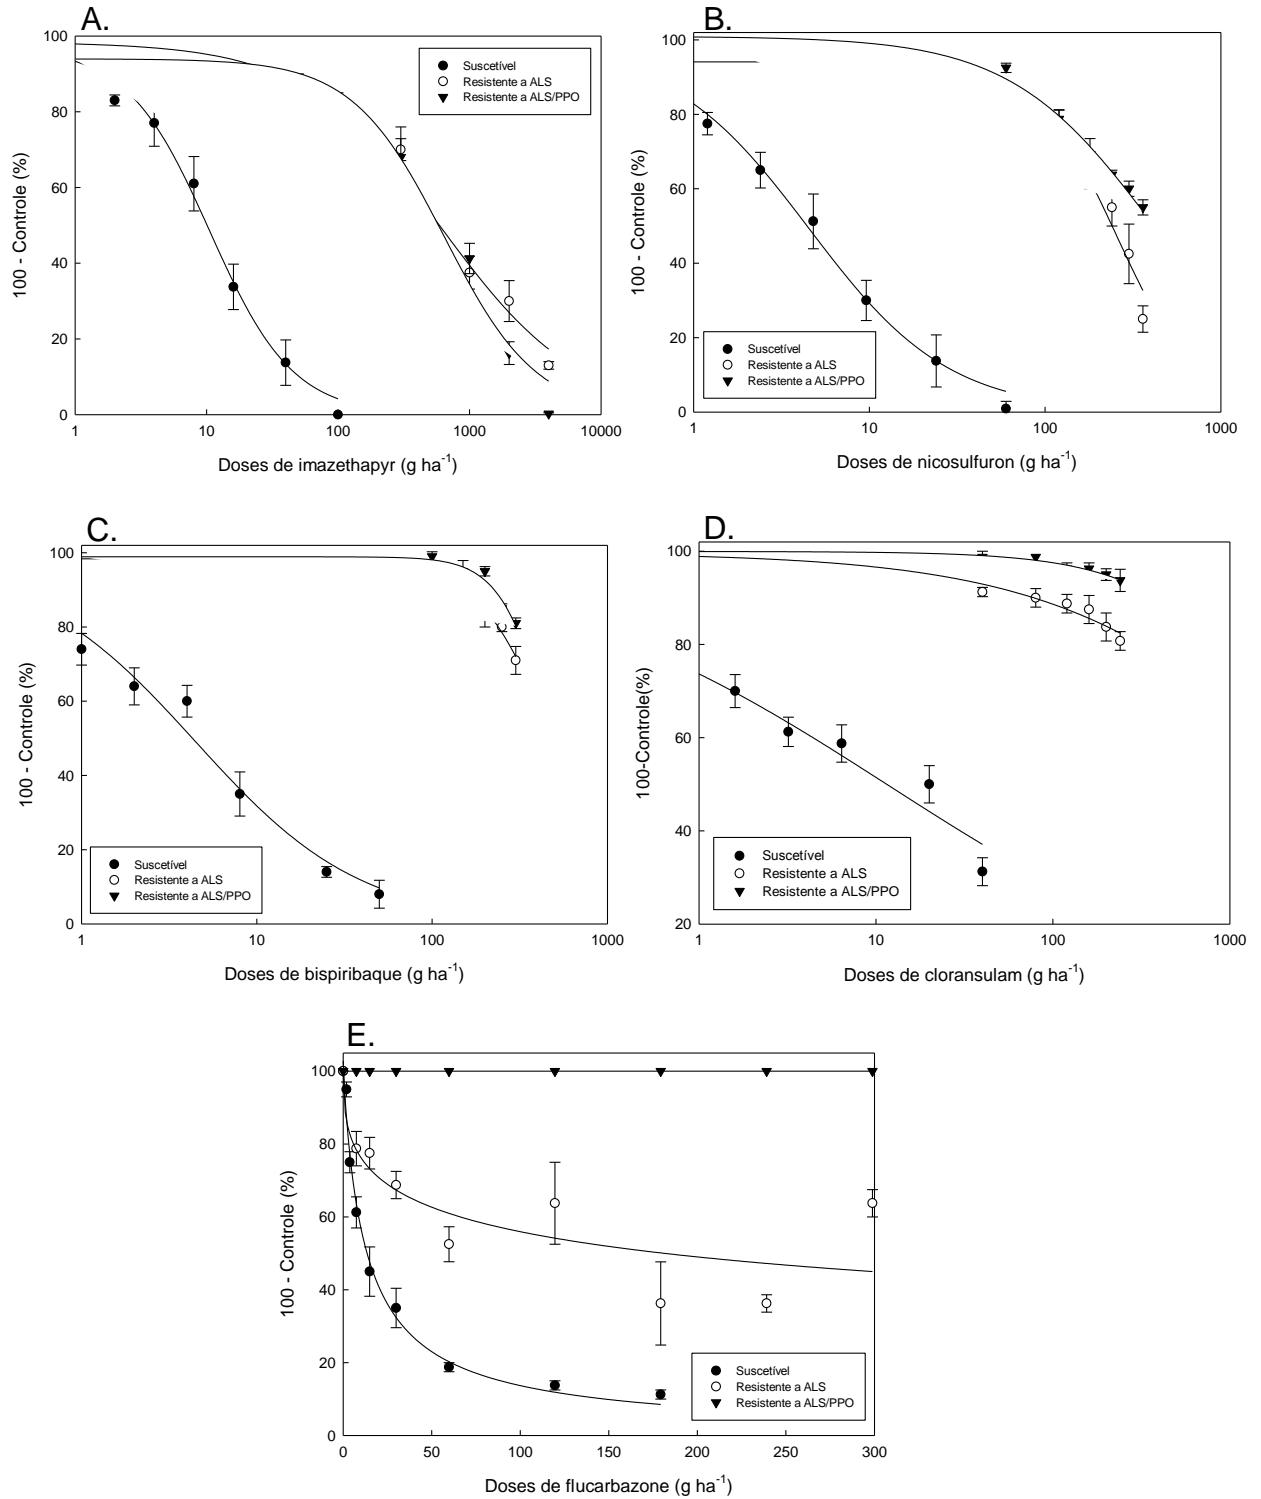 A.
100
80
60
40
20
0
100 - Controle (%)
Suscetível
Resistente a ALS
Resistente a ALS/PPO
1 10 100 1000 10000
Doses de imazethapyr (g ha-1)
B.
100
80
60
40
20
0
100 - Controle (%)
Suscetível
Resistente a ALS
Resistente a ALS/PPO
1 10 100 1000
Doses de nicosulfuron (g ha-1)
C.
100
80
60
40
20
0
100 - Controle (%)
Suscetível
Resistente a ALS
Resistente a ALS/PPO
1 10 100 1000
Doses de bispiribaque (g ha-1)
D.
100
80
60
40
20
100-Controle(%)
Suscetível
Resistente a ALS
Resistente a ALS/PPO
1 10 100 1000
Doses de cloransulam (g ha-1)
E.
100
80
60
40
20
0
100 - Controle (%)
Suscetível
Resistente a ALS
Resistente a ALS/PPO
0 50 100 150 200 250 300
Doses de flucarbazone (g ha-1)